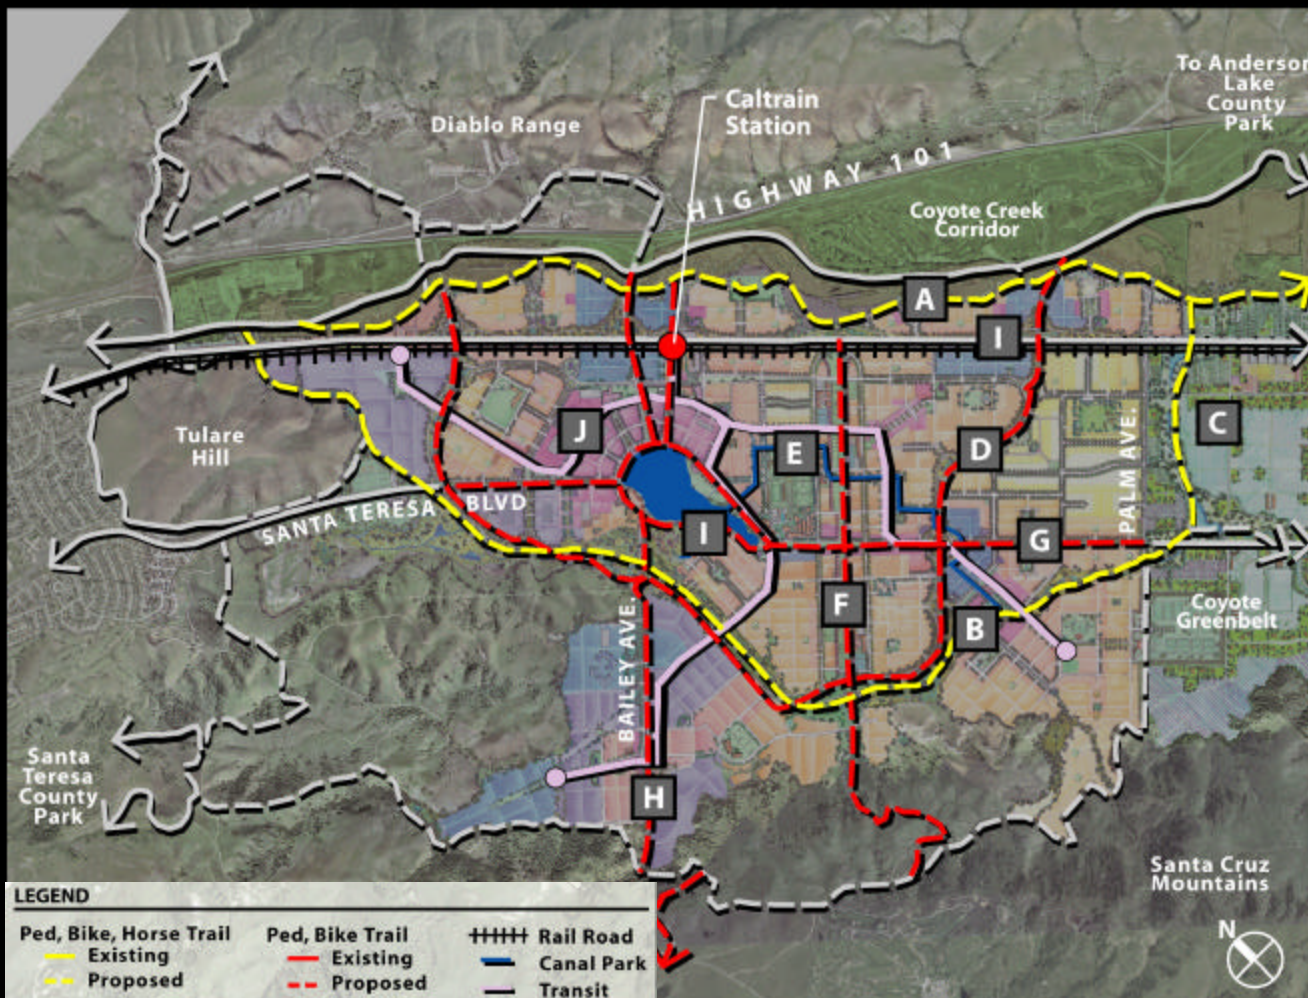 To Anderson
Lake
County
Park
Caltrain
Station
Diablo Range
HIGHWAY 101
Coyote Creek
Corridor
A
I
C
J
D
E
Tulare
Hill
PALM AVE.
SANTA TERESA BLVD
I
G
F
B
Coyote
Greenbelt
BAILEY AVE.
H
Santa
Teresa
County
Park
Santa Cruz
Mountains
N
LEGEND
Ped, Bike, Horse Trail
Existing
Proposed
Ped, Bike Trail
Existing
Proposed
Rail Road
Canal Park
Transit